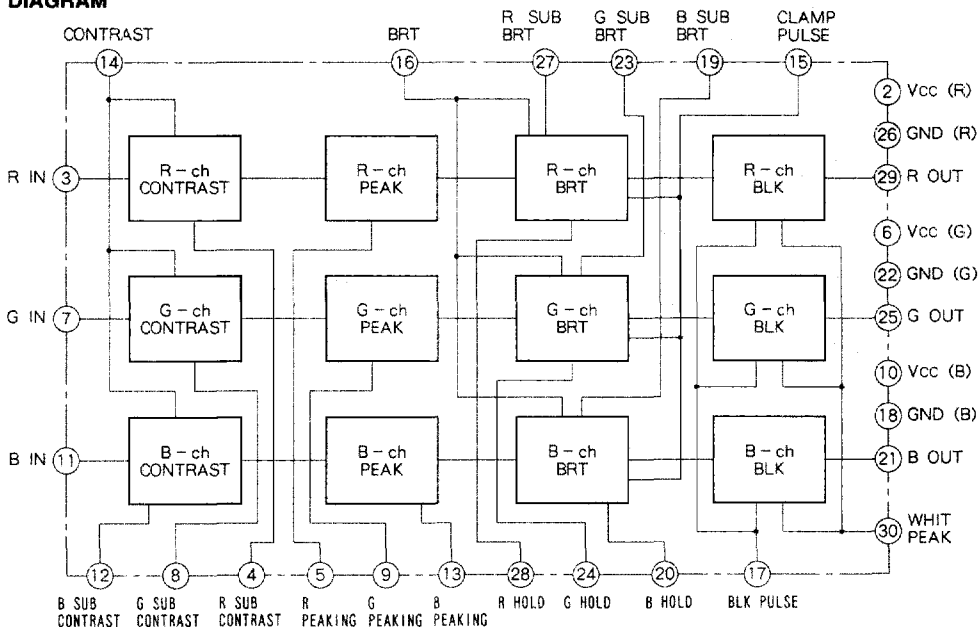 DIAGRAM
CONTRAST
BRT
R SUB
BRT
G SUB
BRT
B SUB
BRT
CLAMP
PULSE
14
16
27
23
19
15
2 Vcc (R)
26 GND (R)
R IN 3
R-ch
CONTRAST
R-ch
PEAK
R-ch
BRT
R-ch
BLK
29 R OUT
6 Vcc (G)
22 GND (G)
G IN 7
G-ch
CONTRAST
G-ch
PEAK
G-ch
BRT
G-ch
BLK
25 G OUT
10 Vcc (B)
18 GND (B)
B IN 11
B-ch
CONTRAST
B-ch
PEAK
B-ch
BRT
B-ch
BLK
21 B OUT
30 WHIT
PEAK
12
8
4
5
9
13
28
24
20
17
B SUB
CONTRAST
G SUB
CONTRAST
R SUB
CONTRAST
R
PEAKING
G
PEAKING
B
PEAKING
R HOLD
G HOLD
B HOLD
BLK PULSE